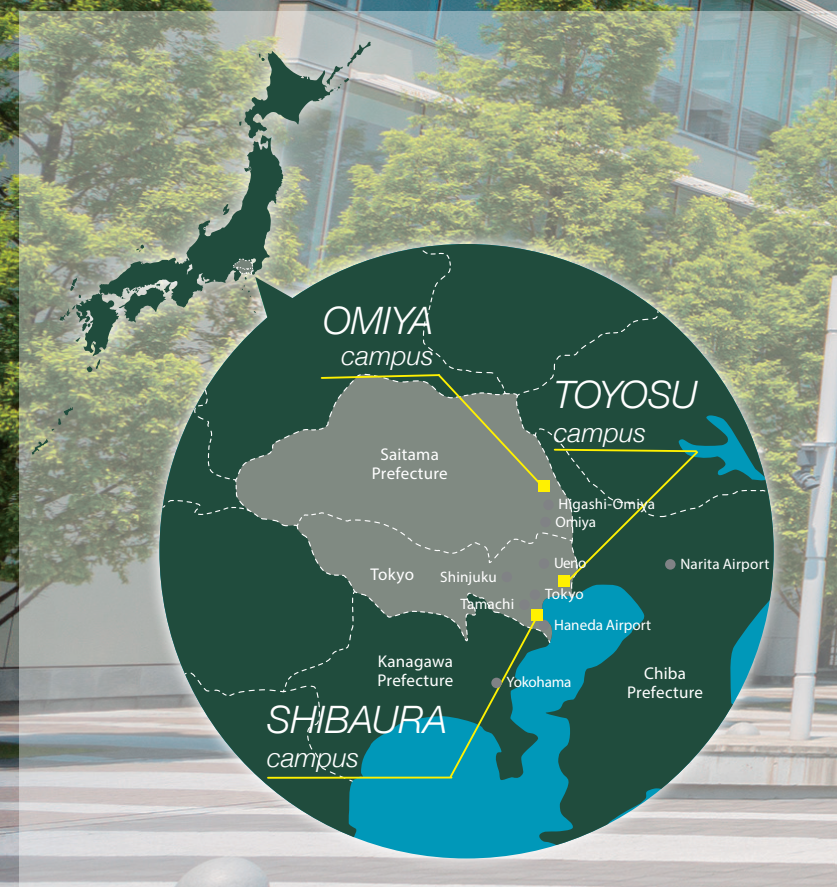 OMIYA
campus
TOYOSU
campus
Saitama
Prefecture
Higashi-Omiya
Omiya
Ueno
Narita Airport
Tokyo
Shinjuku
Tokyo
Tamachi
Haneda Airport
Kanagawa
Prefecture
Yokohama
Chiba
Prefecture
SHIBAURA
campus